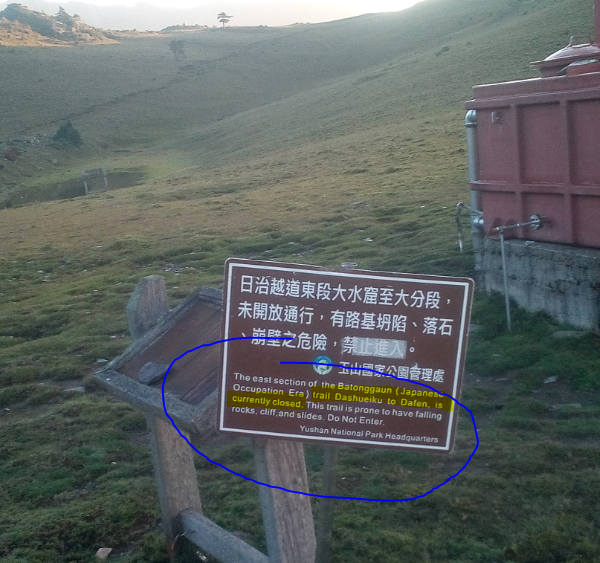 日治越道東段大水窟至大分段，
未開放通行，有路基坍陷、落石
、崩壁之危險，禁止進入。
玉山國家公園管理處
The east section of the Batonggaun ( Japanese
Occupation Era ) trail Dashueiku to Dafen, is
currently closed. This trail is prone to have falling
rocks, cliff,and slides. Do Not Enter.
Yushan National Park Headquarters